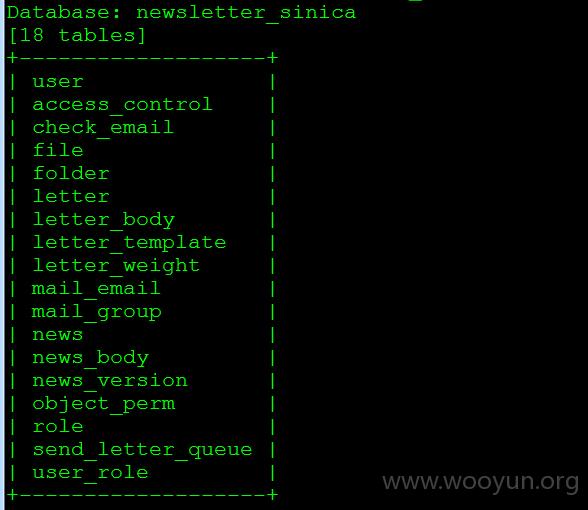 Database: newsletter_sinica
[18 tables]
+-------------------+
| user              |
| access_control    |
| check_email       |
| file              |
| folder            |
| letter            |
| letter_body       |
| letter_template   |
| letter_weight     |
| mail_email        |
| mail_group        |
| news              |
| news_body         |
| news_version      |
| object_perm       |
| role              |
| send_letter_queue |
| user_role         |
+-------------------+
www.wooyun.org